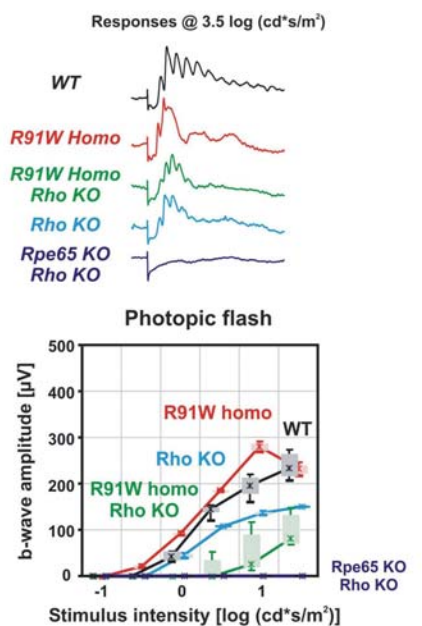 Responses @ 3.5 log (cd*s/m²)
WT
R91W Homo
R91W Homo
Rho KO
Rho KO
Rpe65 KO
Rho KO
Photopic flash
b-wave amplitude [µV]
500
400
300
200
100
0
R91W homo
WT
Rho KO
R91W homo
Rho KO
Rpe65 KO
Rho KO
-1 0 1
Stimulus intensity [log (cd*s/m²)]